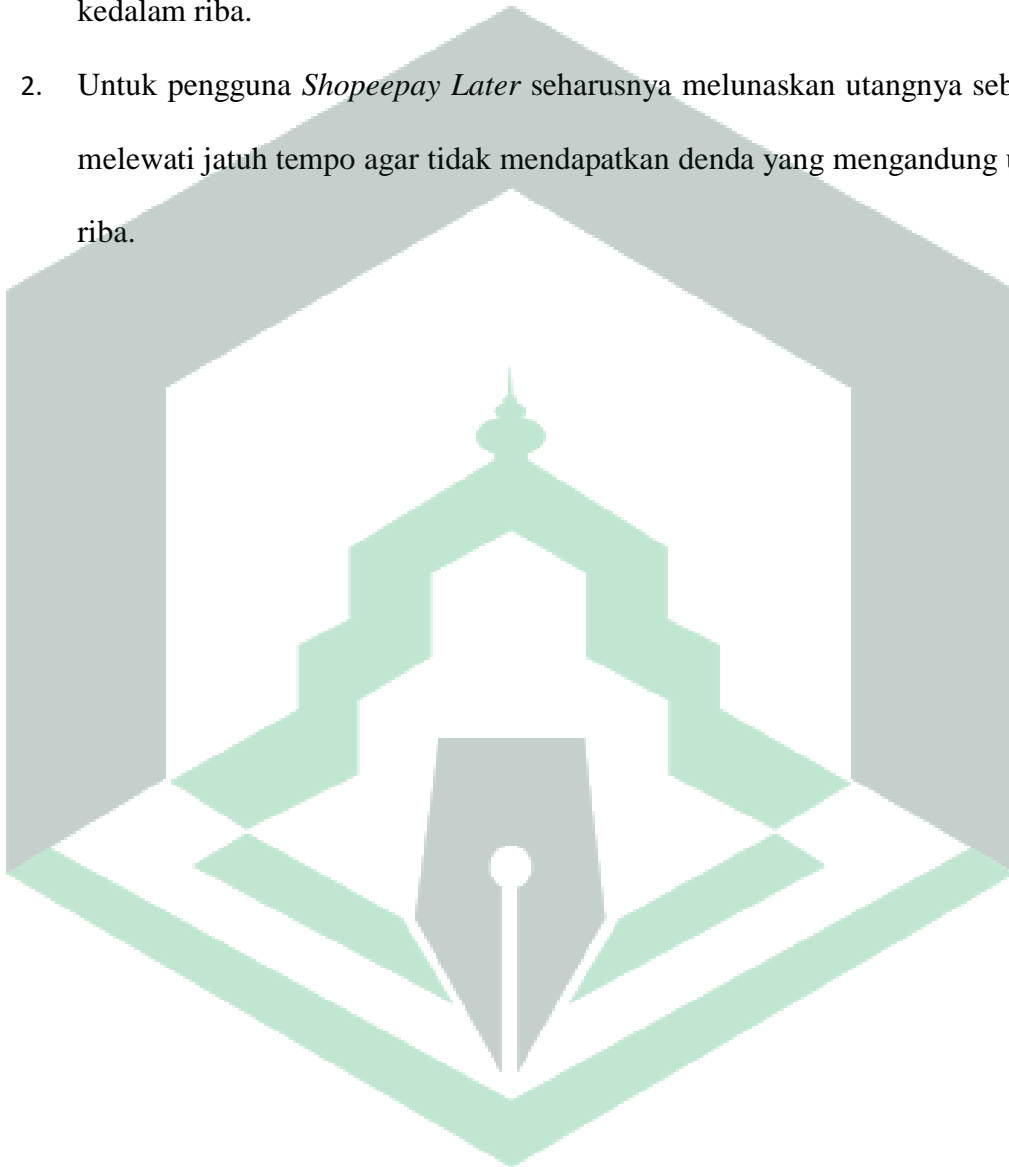 kedalam riba.
2. Untuk pengguna Shopeepay Later seharusnya melunaskan utangnya
melewati jatuh tempo agar tidak mendapatkan denda yang mengandung
riba.